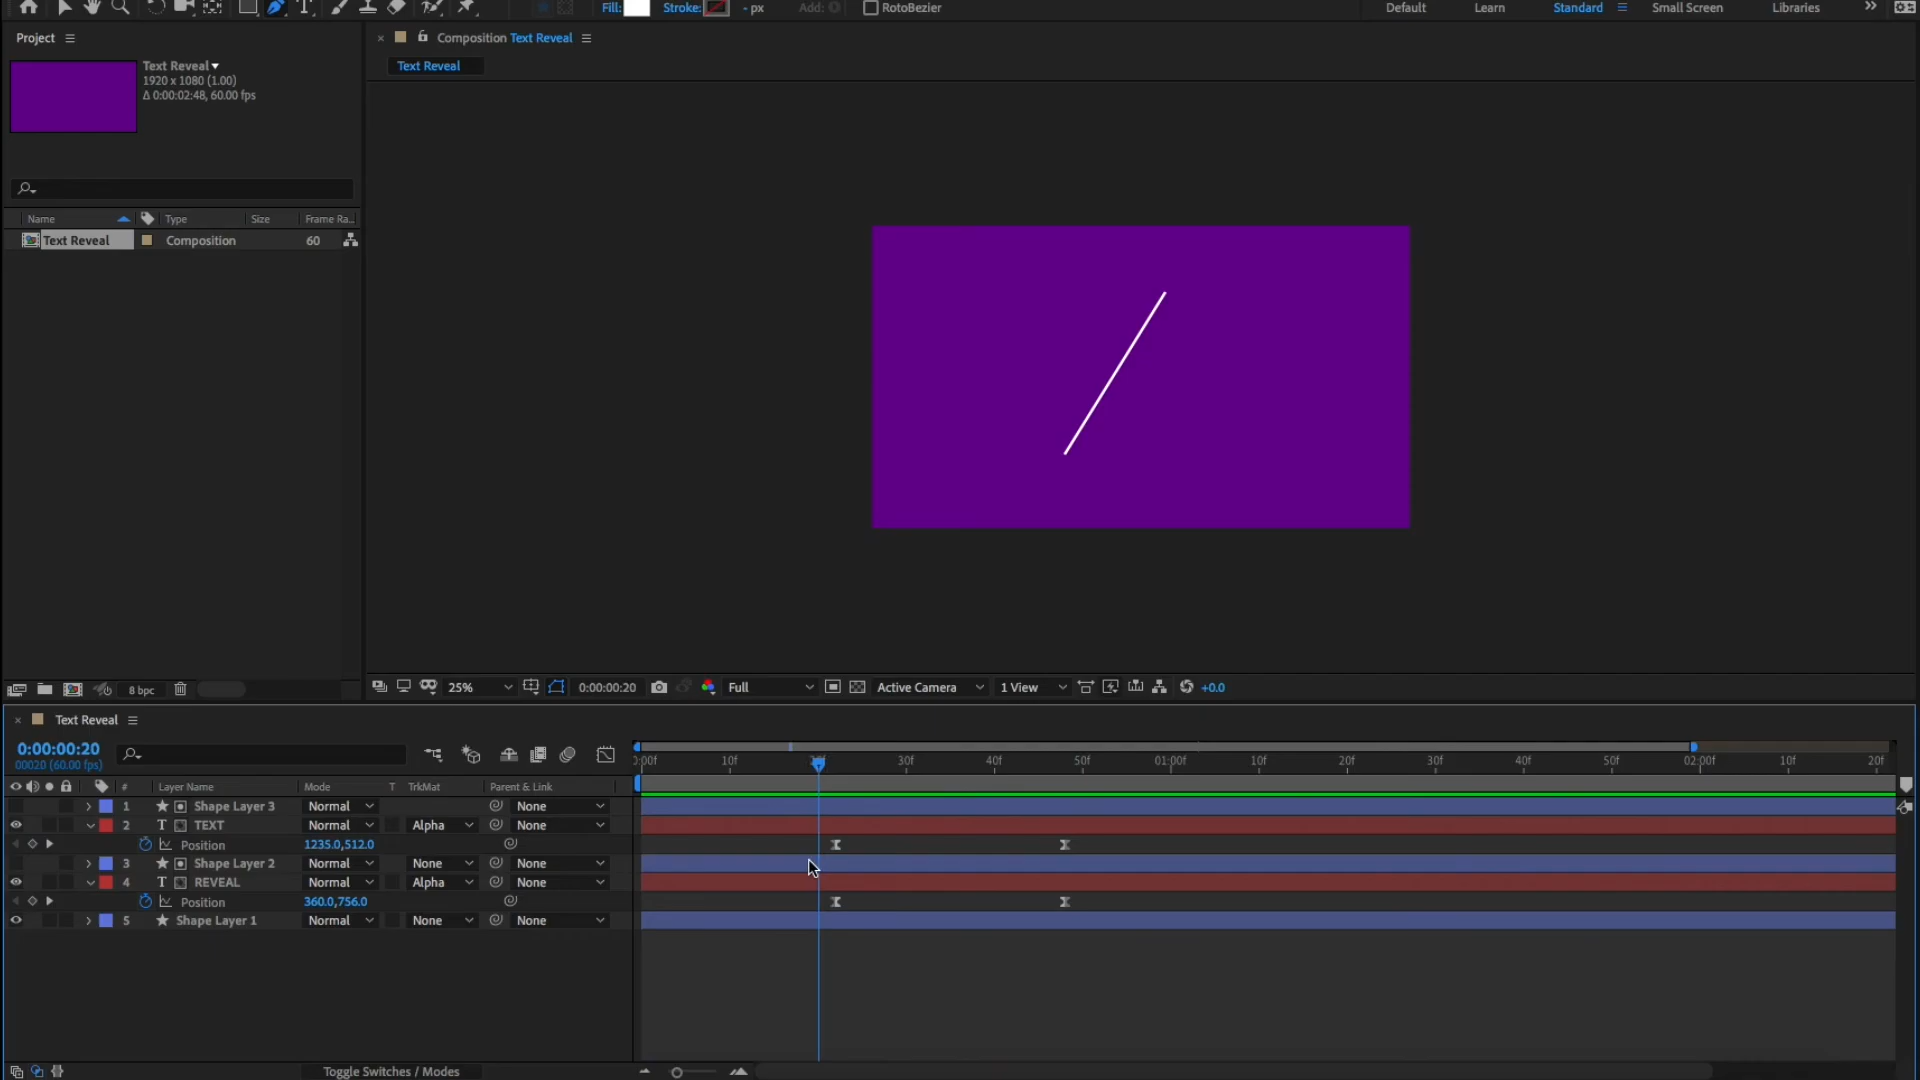 Fill: Stroke: - px Add: RotoBezier Default Learn Standard Small Screen Libraries
Project
Composition Text Reveal
Text Reveal
Text Reveal
1920 x 1080 (1.00)
Δ 0:00:02:48, 60.00 fps
Name Type Size Frame Ra...
Text Reveal Composition 60
8 bpc
25% 0:00:00:20 Full Active Camera 1 View +0.0
Text Reveal
0:00:00:20
00020 (60.00 fps)
10f 30f 40f 50f 01:00f 10f 20f 30f 40f 50f 02:00f 10f 20f
# Layer Name Mode T TrkMat Parent & Link
1 Shape Layer 3 Normal None
2 T TEXT Normal Alpha None
Position 1235.0,512.0
3 Shape Layer 2 Normal None None
4 T REVEAL Normal Alpha None
Position 360.0,756.0
5 Shape Layer 1 Normal None None
Toggle Switches / Modes